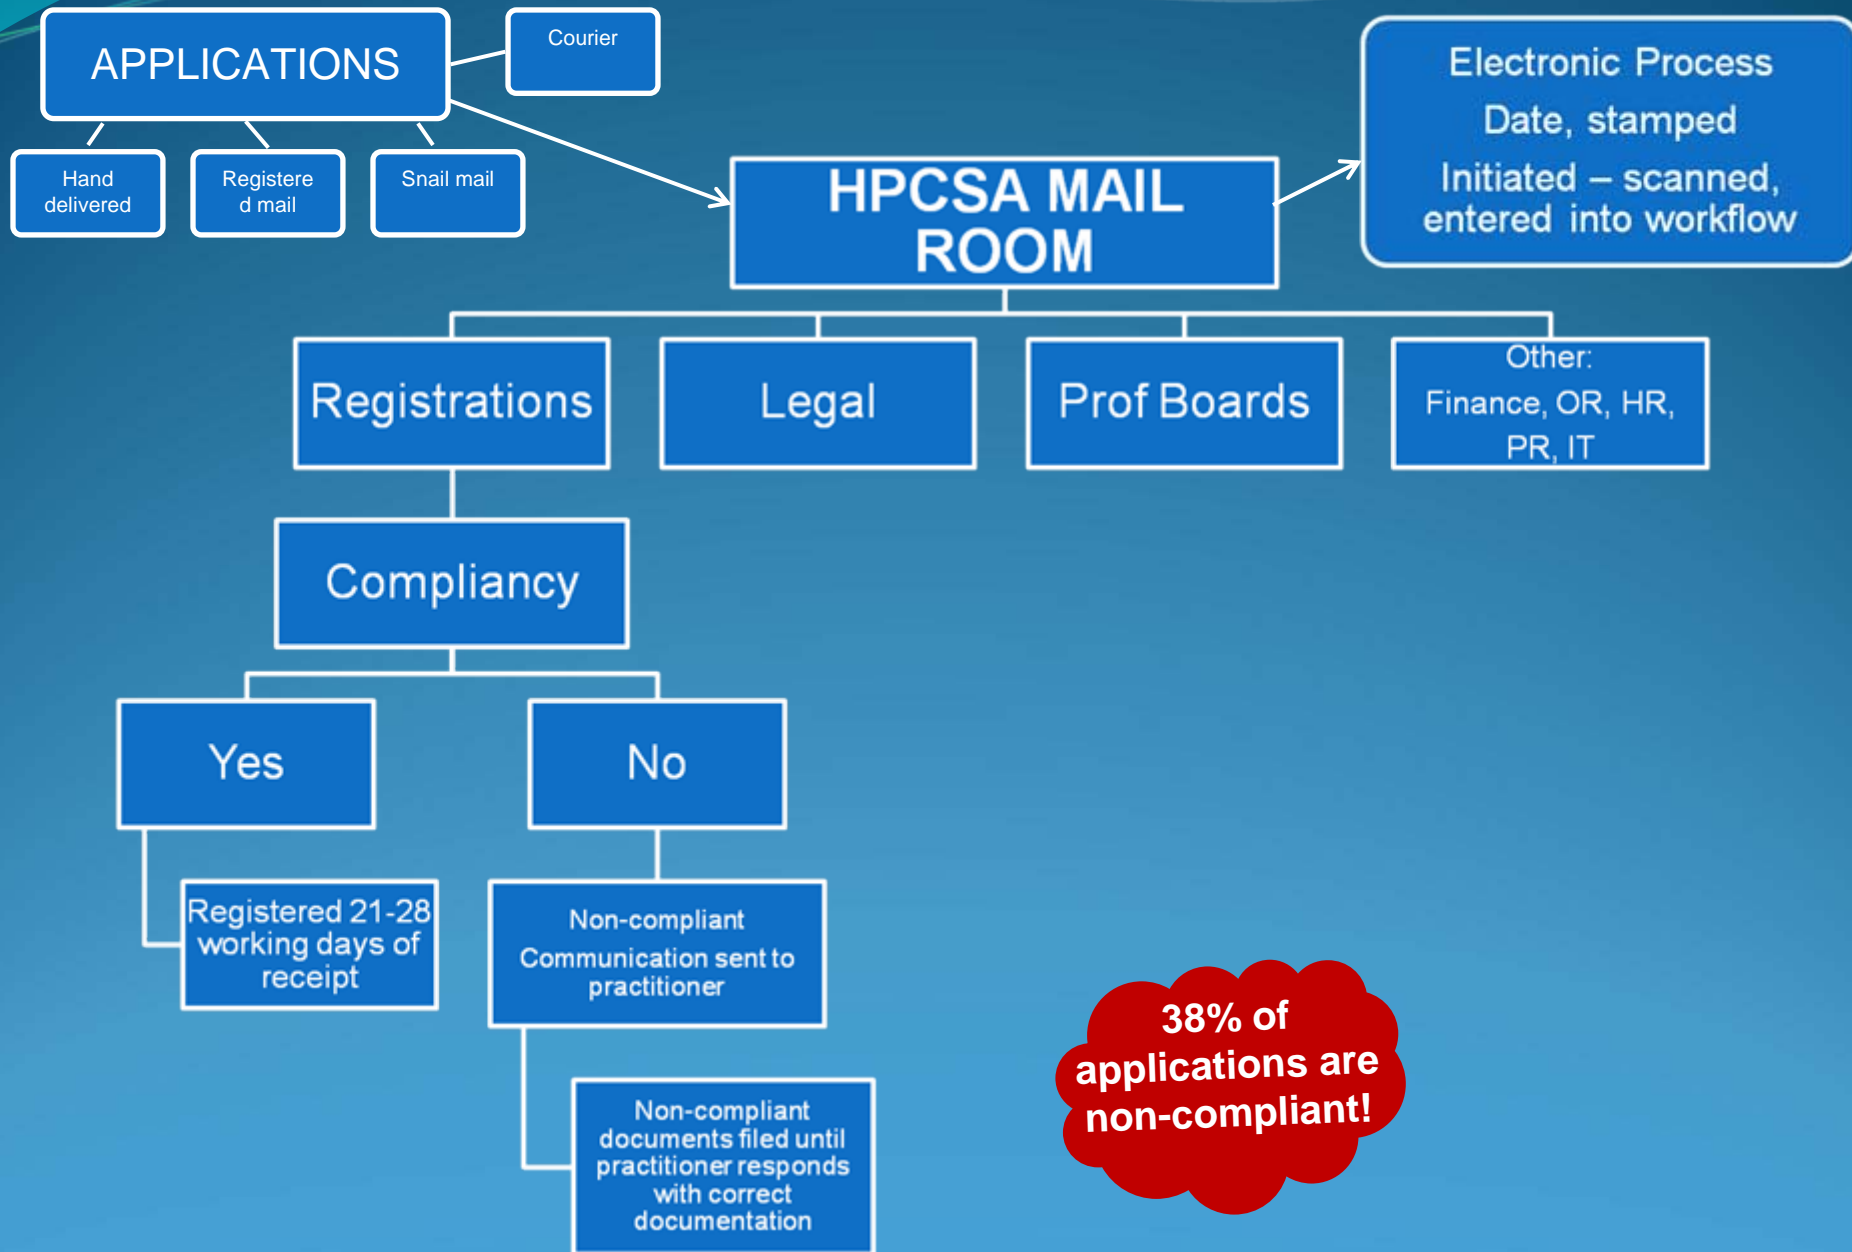 APPLICATIONS
Courier
Hand
delivered
Registere
d mail
Snail mail
Electronic Process
Date, stamped
Initiated – scanned,
entered into workflow
HPCSA MAIL
ROOM
Registrations
Legal
Prof Boards
Other:
Finance, OR, HR,
PR, IT
Compliancy
Yes
No
Registered 21-28
working days of
receipt
Non-compliant
Communication sent to
practitioner
Non-compliant
documents filed until
practitioner responds
with correct
documentation
38% of
applications are
non-compliant!